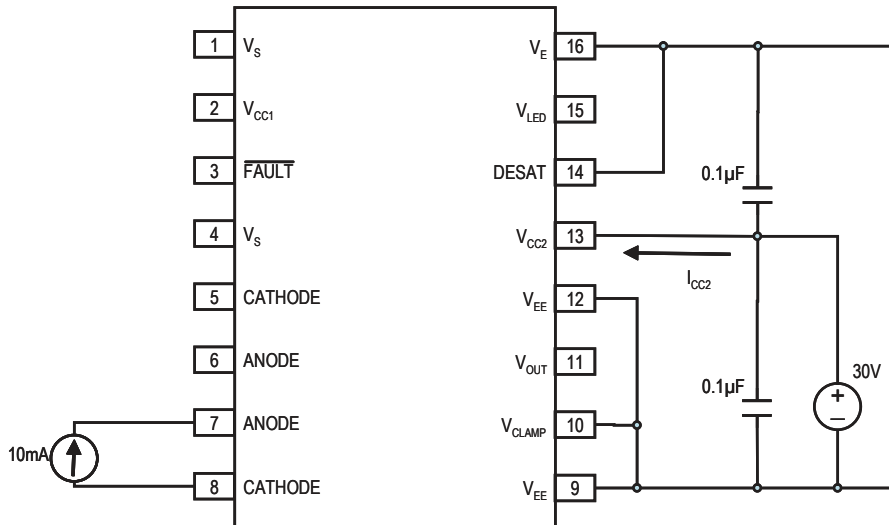 1 V_S
2 V_CC1
3 FAULT
4 V_S
5 CATHODE
6 ANODE
7 ANODE
8 CATHODE
10mA
V_E 16
V_LED 15
DESAT 14
V_CC2 13
V_EE 12
V_OUT 11
V_CLAMP 10
V_EE 9
0.1µF
I_CC2
0.1µF
30V
+
–